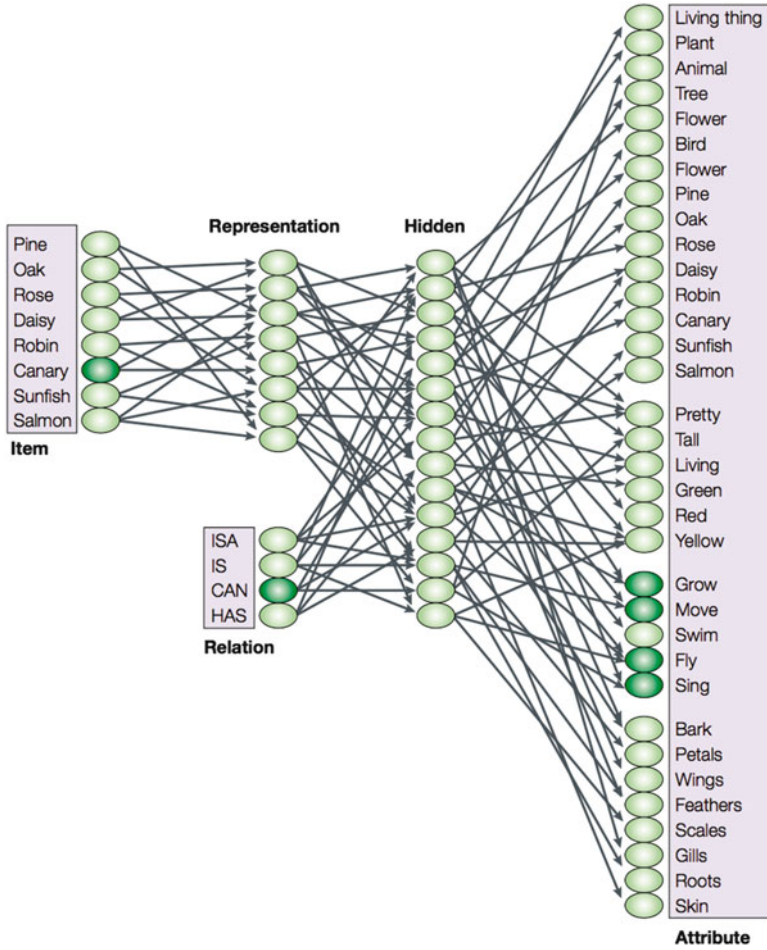 Representation
Hidden
Pine
Oak
Rose
Daisy
Robin
Canary
Sunfish
Salmon
Item
ISA
IS
CAN
HAS
Relation
Living thing
Plant
Animal
Tree
Flower
Bird
Flower
Pine
Oak
Rose
Daisy
Robin
Canary
Sunfish
Salmon
Pretty
Tall
Living
Green
Red
Yellow
Grow
Move
Swim
Fly
Sing
Bark
Petals
Wings
Feathers
Scales
Gills
Roots
Skin
Attribute